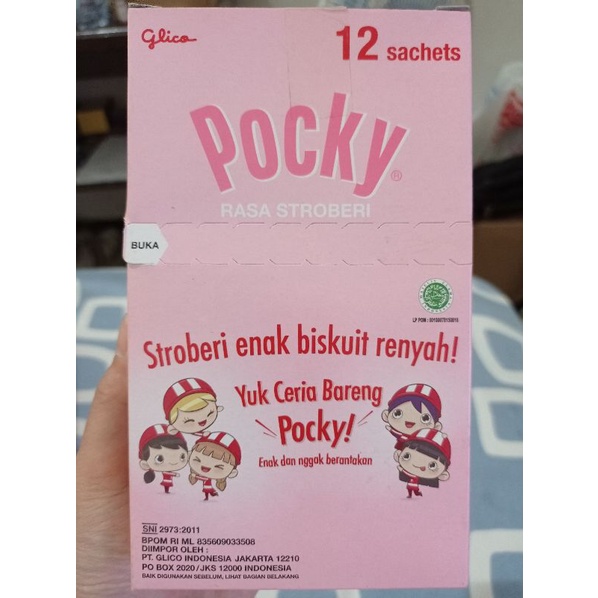 glico
12 sachets
Pocky®
RASA STROBERI
BUKA
Stroberi enak biskuit renyah!
Yuk Ceria Bareng
Pocky!
Enak dan nggak berantakan
SNI 2973:2011
BPOM RI ML 835609033508
DIIMPOR OLEH :
PT. GLICO INDONESIA JAKARTA 12210
PO BOX 2020/JKS 12000 INDONESIA
BAIK DIGUNAKAN SEBELUM, LIHAT BAGIAN BELAKANG